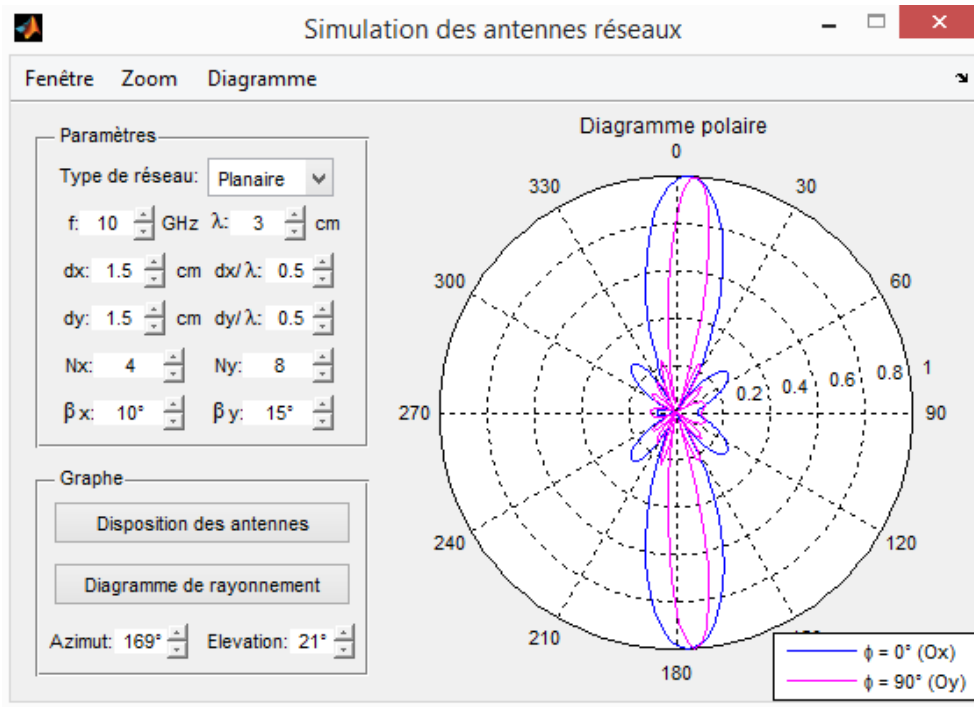 Simulation des antennes réseaux
Fenêtre Zoom Diagramme
Paramètres
Type de réseau: Planaire
f: 10 GHz λ: 3 cm
dx: 1.5 cm dx/λ: 0.5
dy: 1.5 cm dy/λ: 0.5
Nx: 4 Ny: 8
βx: 10° βy: 15°
Graphe
Disposition des antennes
Diagramme de rayonnement
Azimut: 169° Elevation: 21°
Diagramme polaire
0
330 30
300 60
0.2 0.4 0.6 0.8 1
270 90
240 120
210
180
ϕ = 0° (Ox)
ϕ = 90° (Oy)